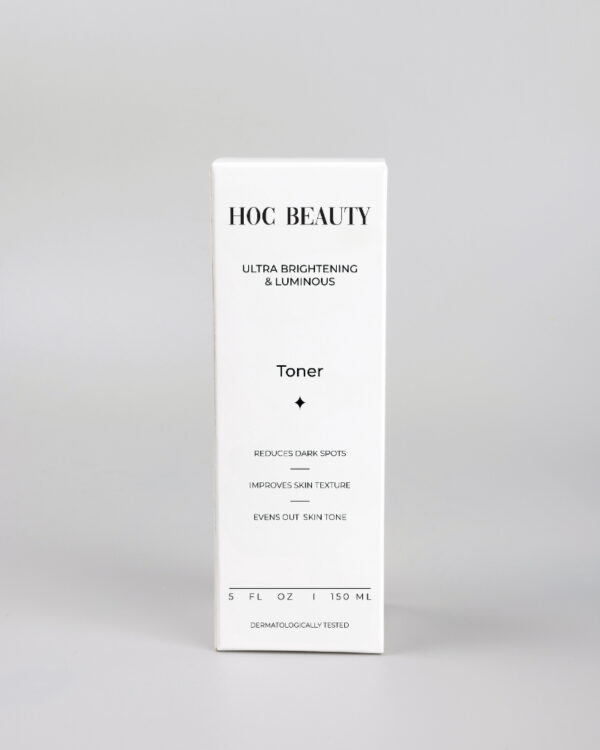 HOC BEAUTY
ULTRA BRIGHTENING
& LUMINOUS
Toner
REDUCES DARK SPOTS
IMPROVES SKIN TEXTURE
EVENS OUT SKIN TONE
5 FL OZ I 150 ML
DERMATOLOGICALLY TESTED